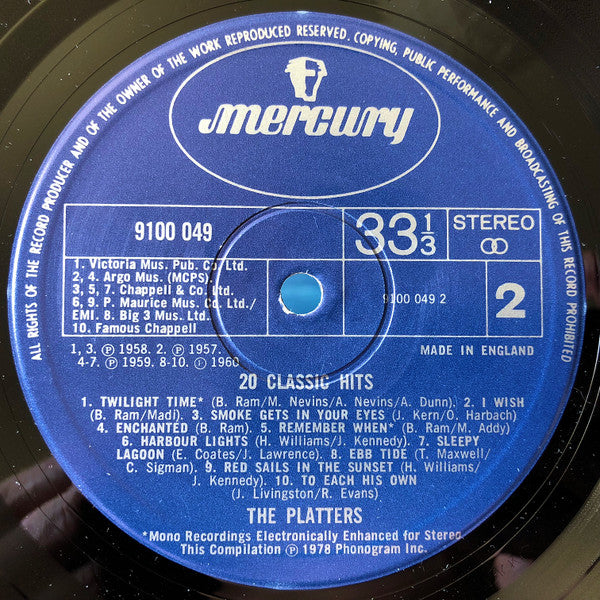 ALL RIGHTS OF THE RECORD PRODUCER AND OF THE OWNER OF THE WORK REPRODUCED RESERVED. COPYING, PUBLIC PERFORMANCE AND BROADCASTING OF THIS RECORD PROHIBITED
mercury
9100 049
33 1/3
STEREO
1. Victoria Mus. Pub. Co. Ltd.
2, 4. Argo Mus. (MCPS)
3, 5, 7. Chappell & Co. Ltd.
6, 9. P. Maurice Mus. Co. Ltd./
EMI. 8. Big 3 Mus. Ltd.
10. Famous Chappell
9100 049 2
2
1, 3. ℗ 1958. 2. ℗ 1957.
4-7. ℗ 1959. 8-10. ℗ 1960
MADE IN ENGLAND
20 CLASSIC HITS
1. TWILIGHT TIME* (B. Ram/M. Nevins/A. Nevins/A. Dunn). 2. I WISH
(B. Ram/Madl). 3. SMOKE GETS IN YOUR EYES (J. Kern/O. Harbach)
4. ENCHANTED (B. Ram). 5. REMEMBER WHEN* (B. Ram/M. Addy)
6. HARBOUR LIGHTS (H. Williams/J. Kennedy). 7. SLEEPY
LAGOON (E. Coates/J. Lawrence). 8. EBB TIDE (T. Maxwell/
C. Sigman). 9. RED SAILS IN THE SUNSET (H. Williams/
J. Kennedy). 10. TO EACH HIS OWN
(J. Livingston/R. Evans)
THE PLATTERS
*Mono Recordings Electronically Enhanced for Stereo.
This Compilation ℗ 1978 Phonogram Inc.